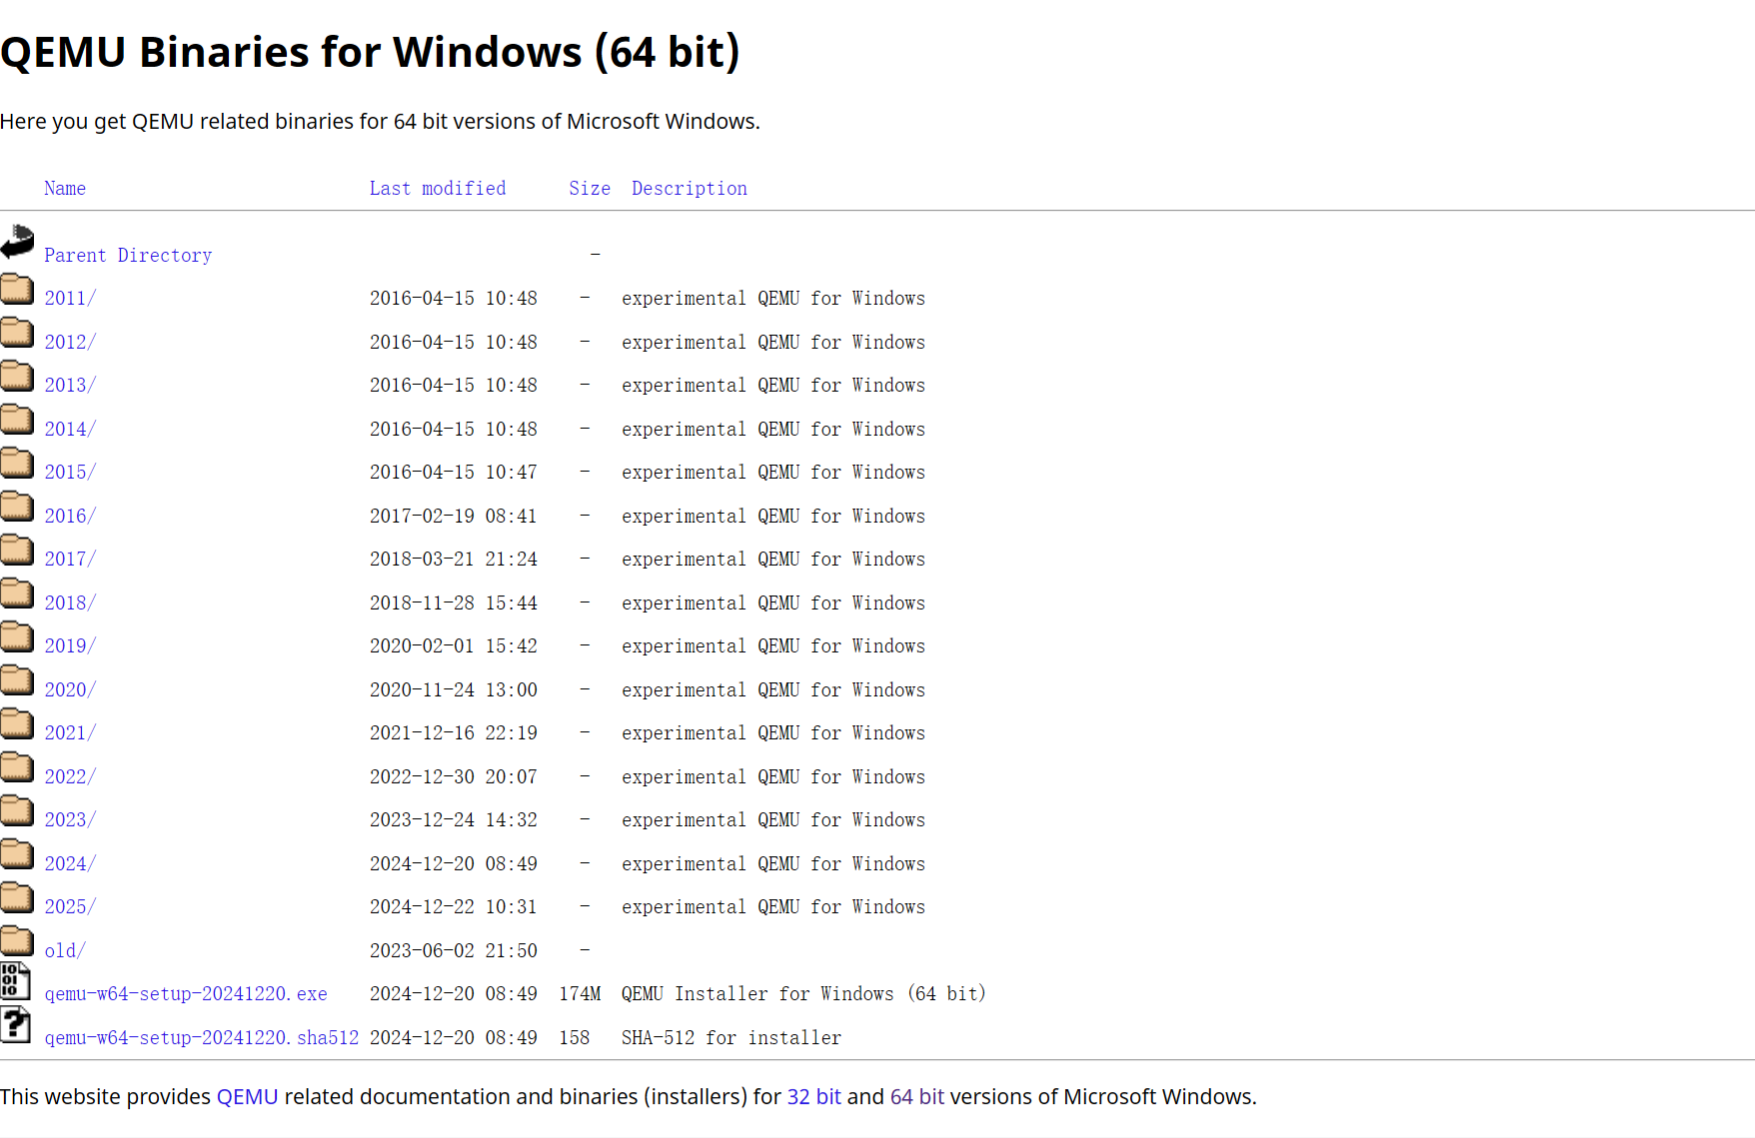 QEMU Binaries for Windows (64 bit)
Here you get QEMU related binaries for 64 bit versions of Microsoft Windows.
Name Last modified Size Description
Parent Directory -
2011/ 2016-04-15 10:48 - experimental QEMU for Windows
2012/ 2016-04-15 10:48 - experimental QEMU for Windows
2013/ 2016-04-15 10:48 - experimental QEMU for Windows
2014/ 2016-04-15 10:48 - experimental QEMU for Windows
2015/ 2016-04-15 10:47 - experimental QEMU for Windows
2016/ 2017-02-19 08:41 - experimental QEMU for Windows
2017/ 2018-03-21 21:24 - experimental QEMU for Windows
2018/ 2018-11-28 15:44 - experimental QEMU for Windows
2019/ 2020-02-01 15:42 - experimental QEMU for Windows
2020/ 2020-11-24 13:00 - experimental QEMU for Windows
2021/ 2021-12-16 22:19 - experimental QEMU for Windows
2022/ 2022-12-30 20:07 - experimental QEMU for Windows
2023/ 2023-12-24 14:32 - experimental QEMU for Windows
2024/ 2024-12-20 08:49 - experimental QEMU for Windows
2025/ 2024-12-22 10:31 - experimental QEMU for Windows
old/ 2023-06-02 21:50 -
qemu-w64-setup-20241220.exe 2024-12-20 08:49 174M QEMU Installer for Windows (64 bit)
qemu-w64-setup-20241220.sha512 2024-12-20 08:49 158 SHA-512 for installer
This website provides QEMU related documentation and binaries (installers) for 32 bit and 64 bit versions of Microsoft Windows.